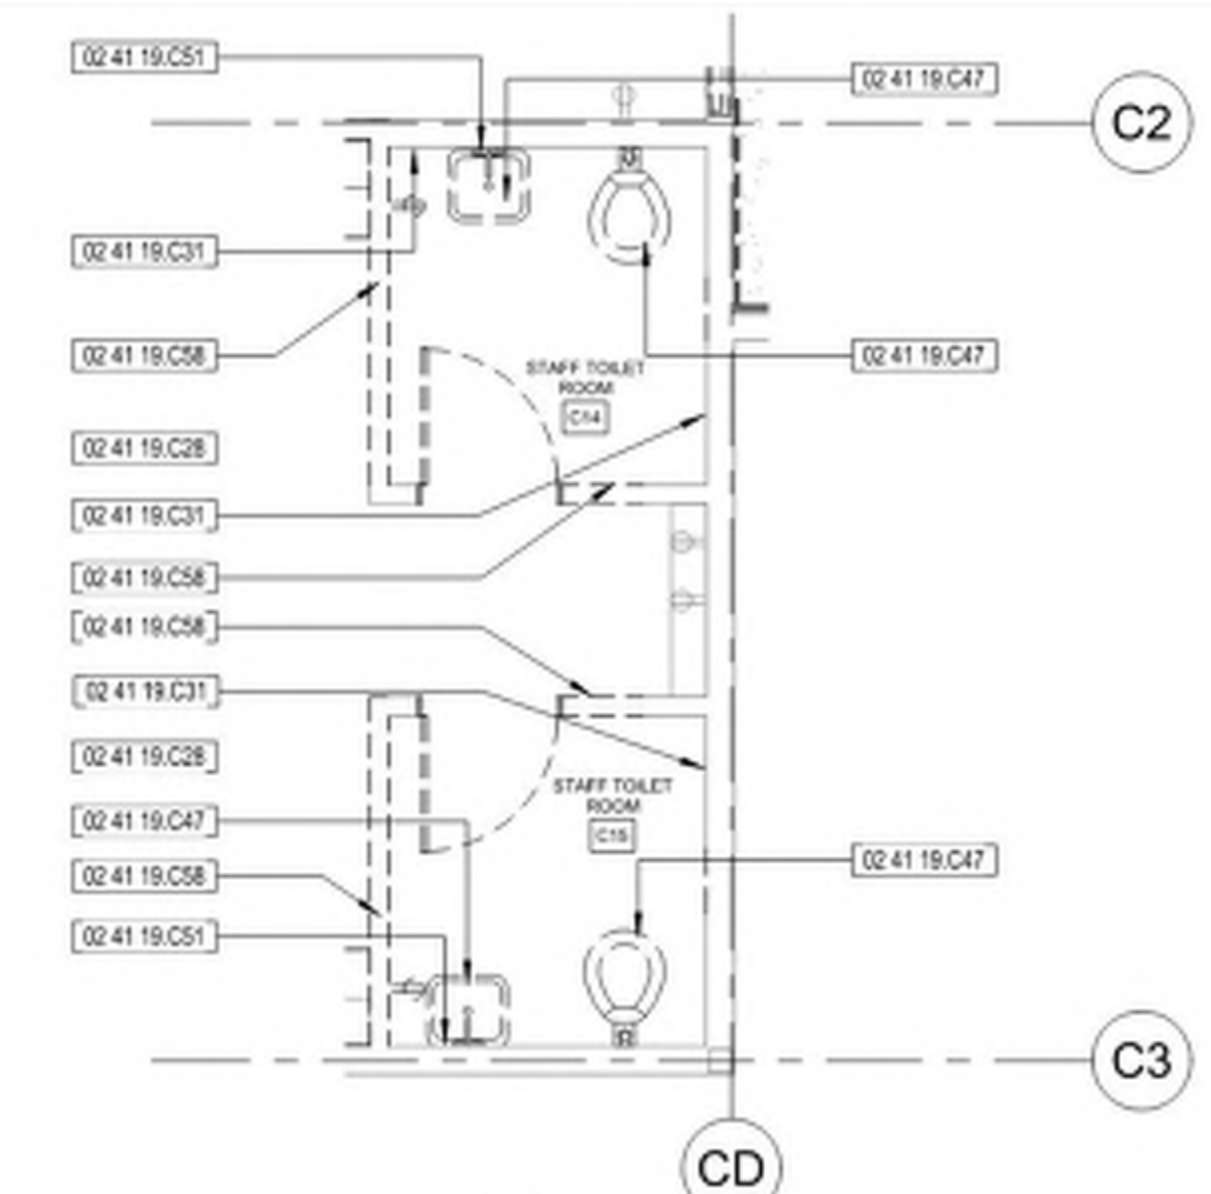 02 41 19.C51
02 41 19.C47
C2
02 41 19.C31
02 41 19.C58
02 41 19.C47
STAFF TOILET
ROOM
C14
02 41 19.C28
02 41 19.C31
02 41 19.C58
02 41 19.C58
02 41 19.C31
02 41 19.C28
STAFF TOILET
ROOM
C15
02 41 19.C47
02 41 19.C47
02 41 19.C58
02 41 19.C51
C3
CD